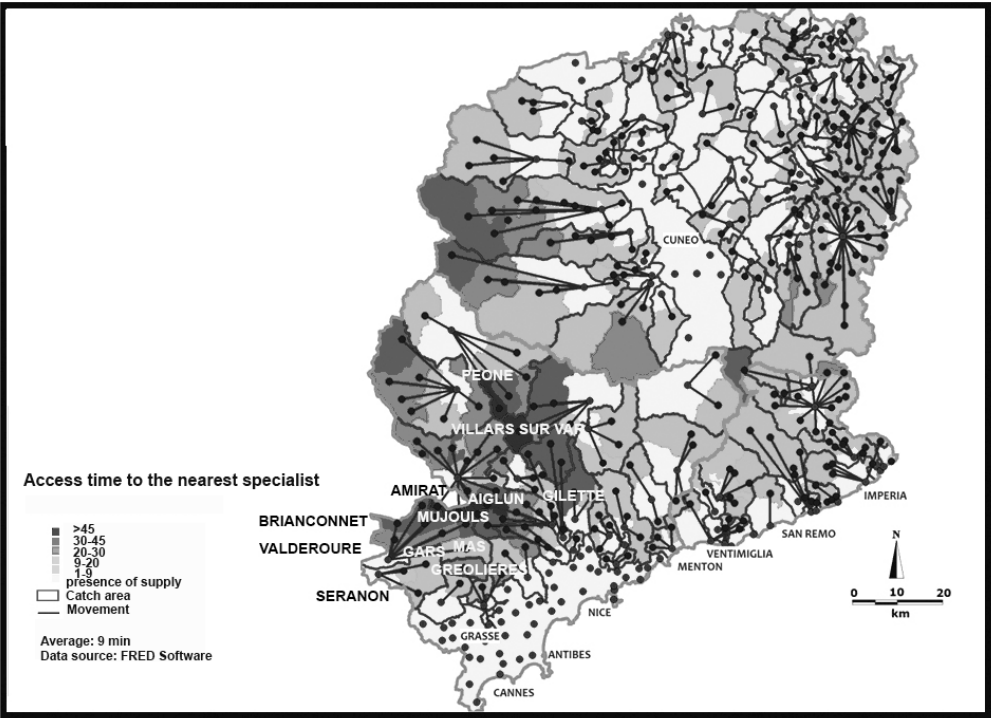 CUNEO
PEONE
VILLARS SUR VAR
AMIRAT
AIGLUN
GILETTE
IMPERIA
BRIANCONNET
MUJOULS
SAN REMO
VALDEROURE
GARS
MAS
VENTIMIGLIA
GREOLIERES
MENTON
SERANON
NICE
GRASSE
ANTIBES
CANNES
Access time to the nearest specialist
>45
30-45
20-30
9-20
1-9
presence of supply
Catch area
Movement
Average: 9 min
Data source: FRED Software
N
0 10 20
km